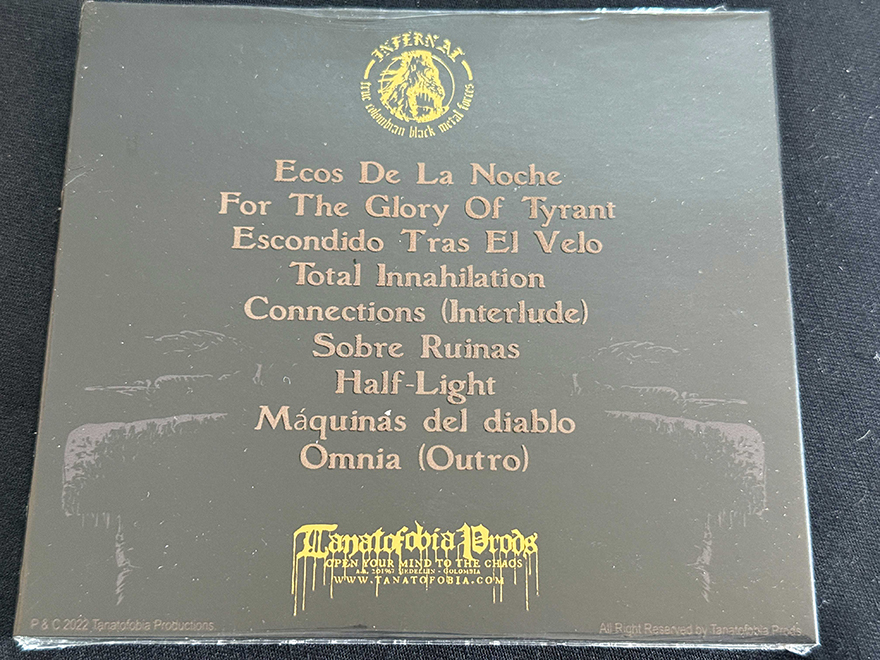 INFERNAL
true colombian black metal forces
Ecos De La Noche
For The Glory Of Tyrant
Escondido Tras El Velo
Total Innahilation
Connections (Interlude)
Sobre Ruinas
Half-Light
Máquinas del diablo
Omnia (Outro)
Tanatofobia Prods
OPEN YOUR MIND TO THE CHAOS
MEDELLIN - COLOMBIA
WWW.TANATOFOBIA.COM
P & C 2022 Tanatofobia Productions
All Right Reserved by Tanatofobia Prods